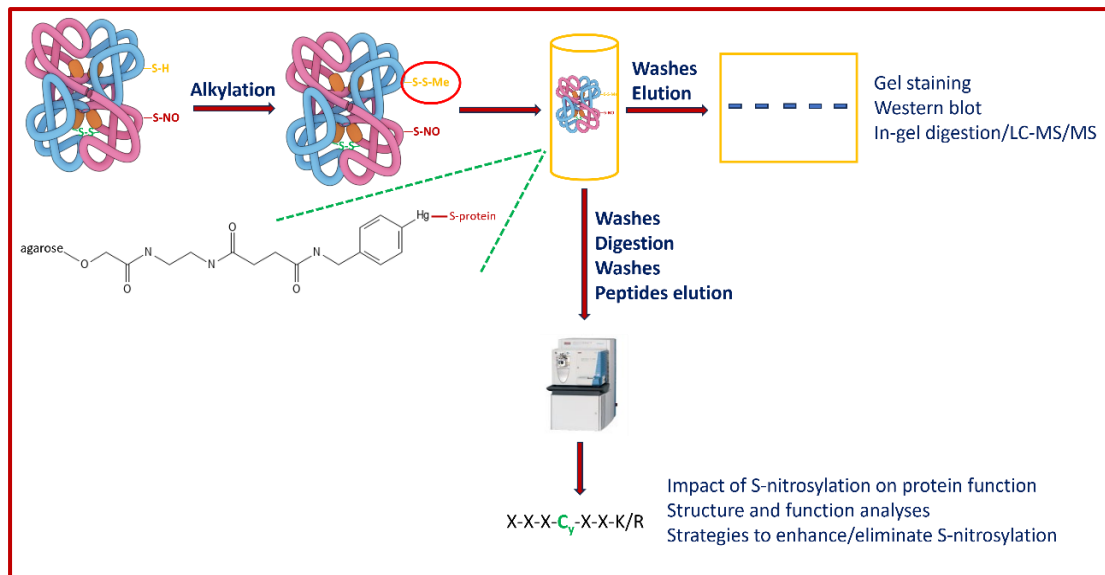 S-H
Alkylation
S-NO
S-S
S-S-Me
S-NO
S-S
Washes
Elution
Gel staining
Western blot
In-gel digestion/LC-MS/MS
agarose
O
O
N
H
N
H
O
O
N
H
Hg
S-protein
Washes
Digestion
Washes
Peptides elution
X-X-X-Cy-X-X-K/R
Impact of S-nitrosylation on protein function
Structure and function analyses
Strategies to enhance/eliminate S-nitrosylation